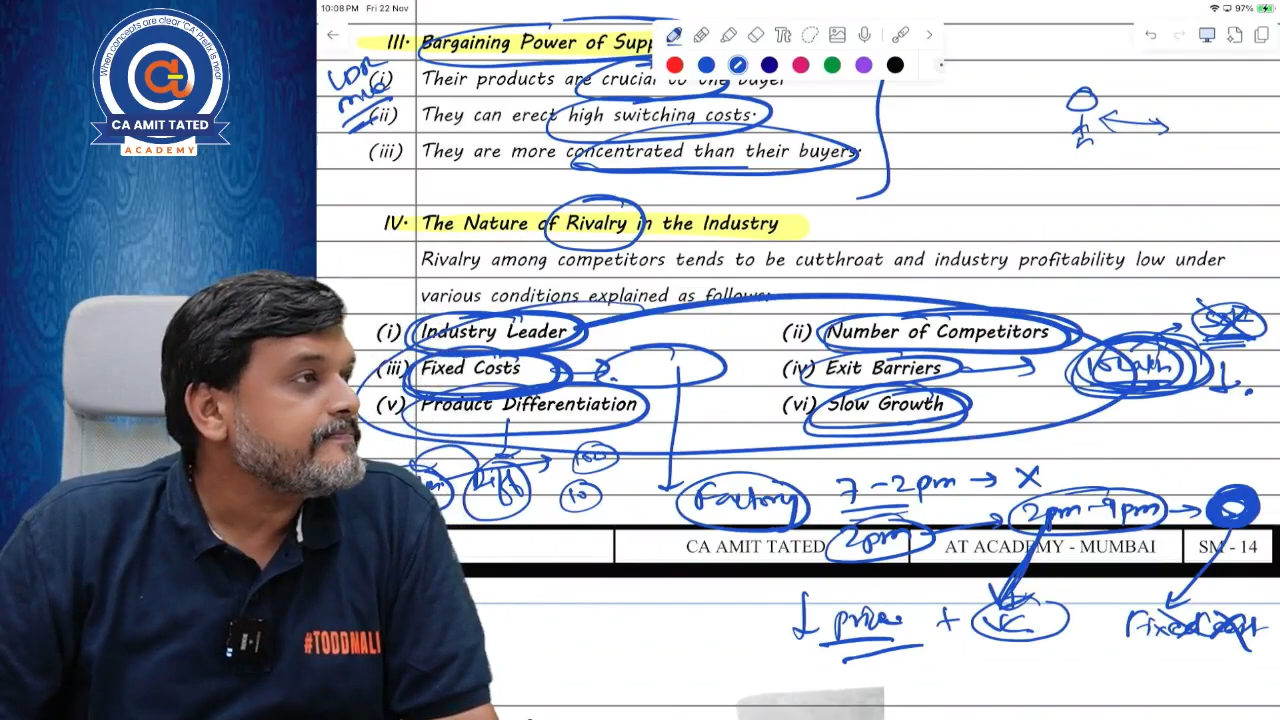 10:08 PM Fri 22 Nov
97%
When concepts are clear 'CA' Prefix is near
CA AMIT TATED
ACADEMY
III. Bargaining Power of Supp
(i) Their products are crucial to the buyer
(ii) They can erect high switching costs.
(iii) They are more concentrated than their buyers.
IV. The Nature of Rivalry in the Industry
Rivalry among competitors tends to be cutthroat and industry profitability low under
various conditions explained as follows:
(i) Industry Leader (ii) Number of Competitors
(iii) Fixed Costs (iv) Exit Barriers
(v) Product Differentiation (vi) Slow Growth
Diff
10
Factory 7-2pm → X
2pm 2pm-9pm →
CA AMIT TATED AT ACADEMY - MUMBAI SM - 14
↓ price + VC Fixed Cost
#TODDMALI